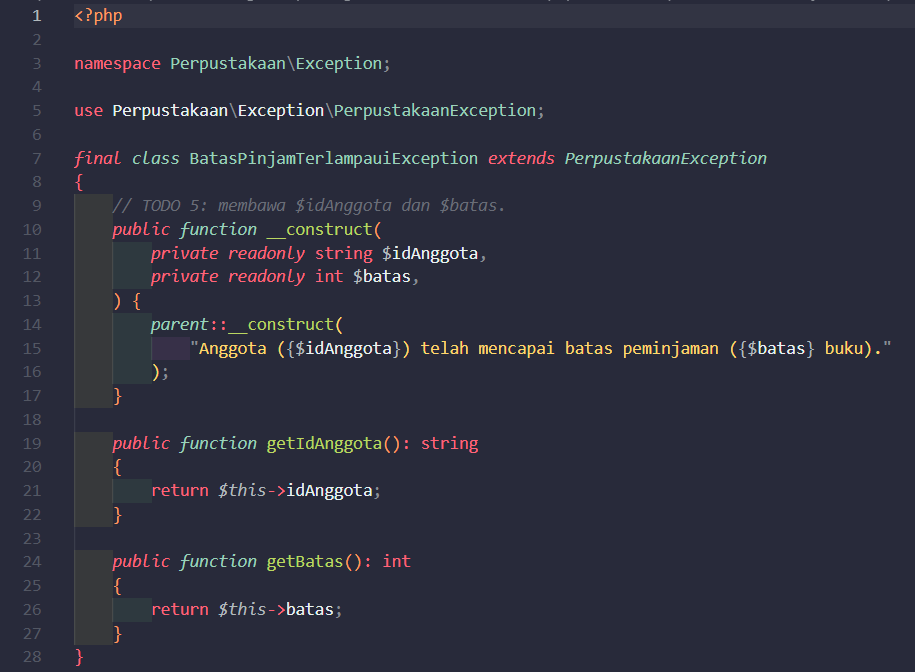 1 <?php
2
3 namespace Perpustakaan\Exception;
4
5 use Perpustakaan\Exception\PerpustakaanException;
6
7 final class BatasPinjamTerlampauiException extends PerpustakaanException
8 {
9     // TODO 5: membawa $idAnggota dan $batas.
10     public function __construct(
11         private readonly string $idAnggota,
12         private readonly int $batas,
13     ) {
14         parent::__construct(
15             "Anggota ({$idAnggota}) telah mencapai batas peminjaman ({$batas} buku)."
16         );
17     }
18
19     public function getIdAnggota(): string
20     {
21         return $this->idAnggota;
22     }
23
24     public function getBatas(): int
25     {
26         return $this->batas;
27     }
28 }